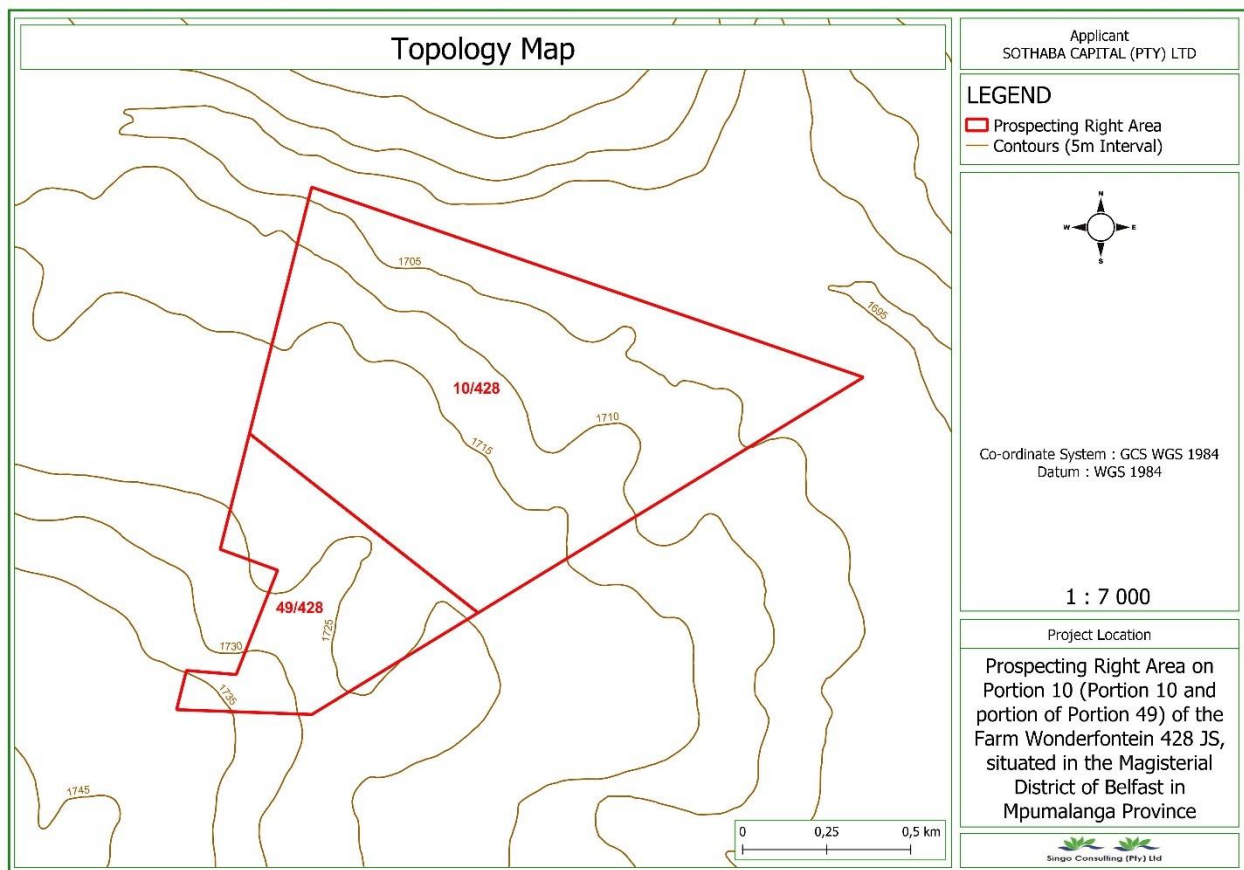 Topology Map
1705
1695
10/428
1710
1715
49/428
1725
1730
1735
1745
0 0,25 0,5 km
Applicant
SOTHABA CAPITAL (PTY) LTD
LEGEND
Prospecting Right Area
Contours (5m Interval)
N
W E
S
Co-ordinate System : GCS WGS 1984
Datum : WGS 1984
1 : 7 000
Project Location
Prospecting Right Area on
Portion 10 (Portion 10 and
portion of Portion 49) of the
Farm Wonderfontein 428 JS,
situated in the Magisterial
District of Belfast in
Mpumalanga Province
Singo Consulting (Pty) Ltd